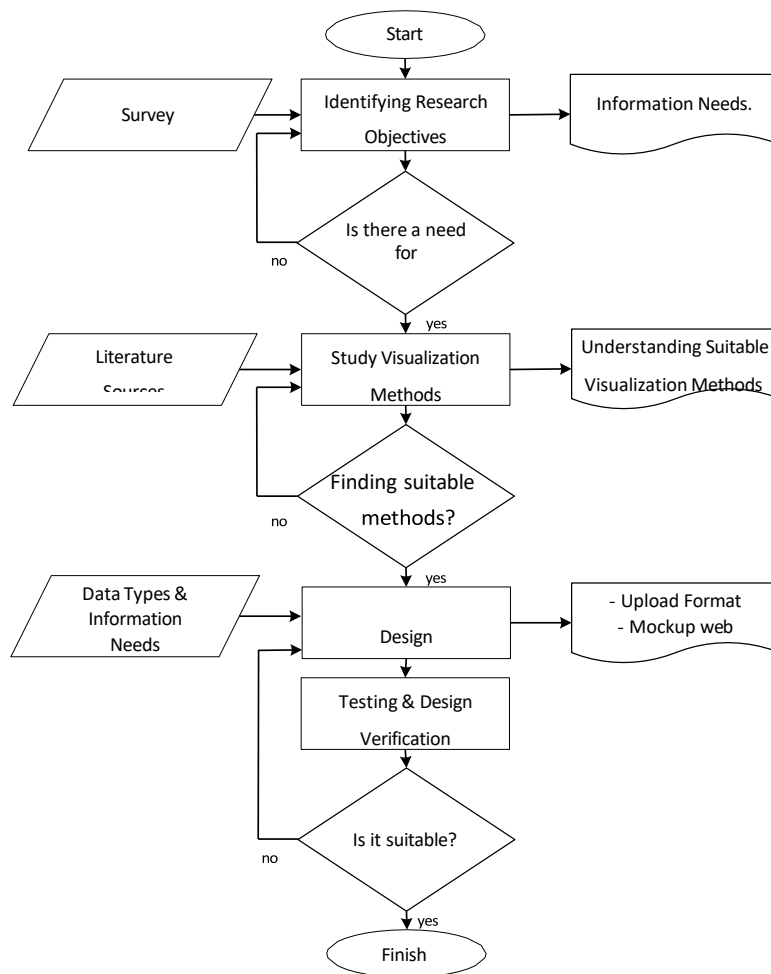 Start
Survey
Identifying Research
Objectives
Information Needs.
Is there a need
for
no
yes
Literature
Sources
Study Visualization
Methods
Understanding Suitable
Visualization Methods
Finding suitable
methods?
no
yes
Data Types &
Information
Needs
Design
- Upload Format
- Mockup web
Testing & Design
Verification
Is it suitable?
no
yes
Finish